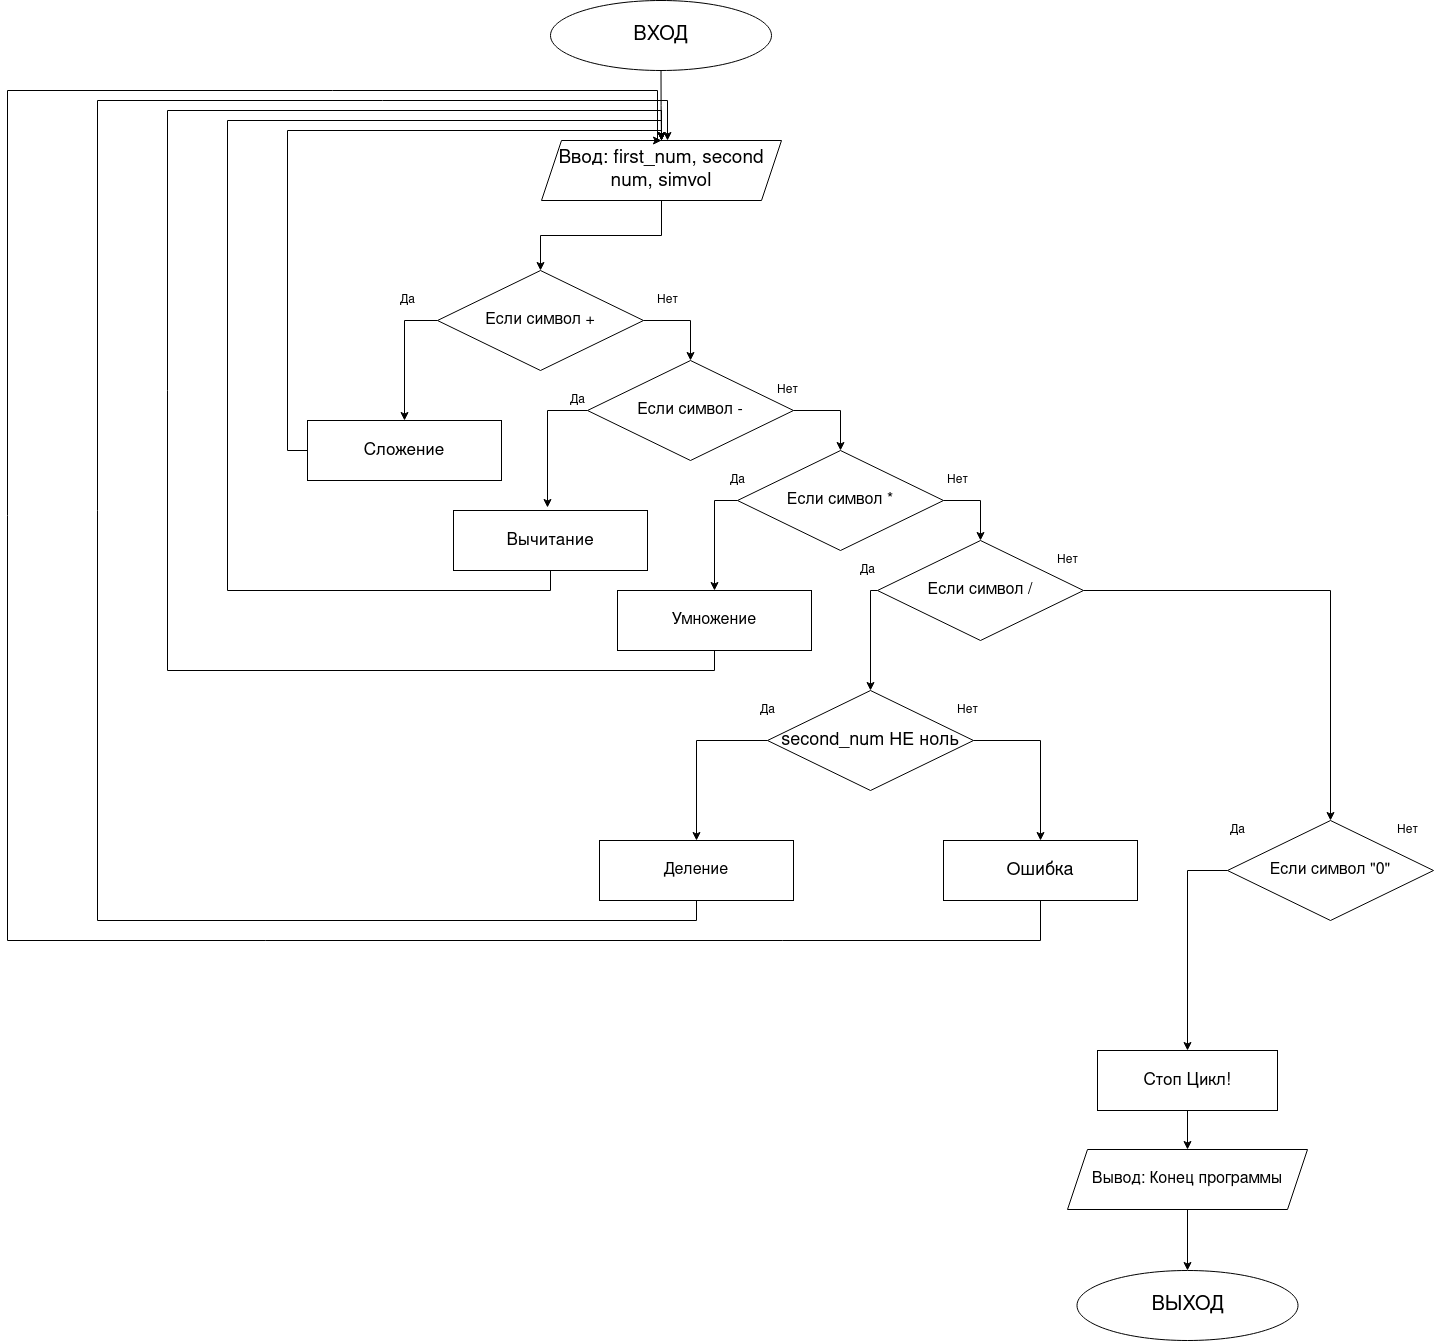 ВХОД
Ввод: first_num, second
num, simvol
Да
Нет
Если символ +
Да
Нет
Если символ -
Сложение
Да
Нет
Если символ *
Вычитание
Да
Нет
Если символ /
Умножение
Да
Нет
second_num НЕ ноль
Да
Нет
Деление
Ошибка
Если символ "0"
Стоп Цикл!
Вывод: Конец программы
ВЫХОД